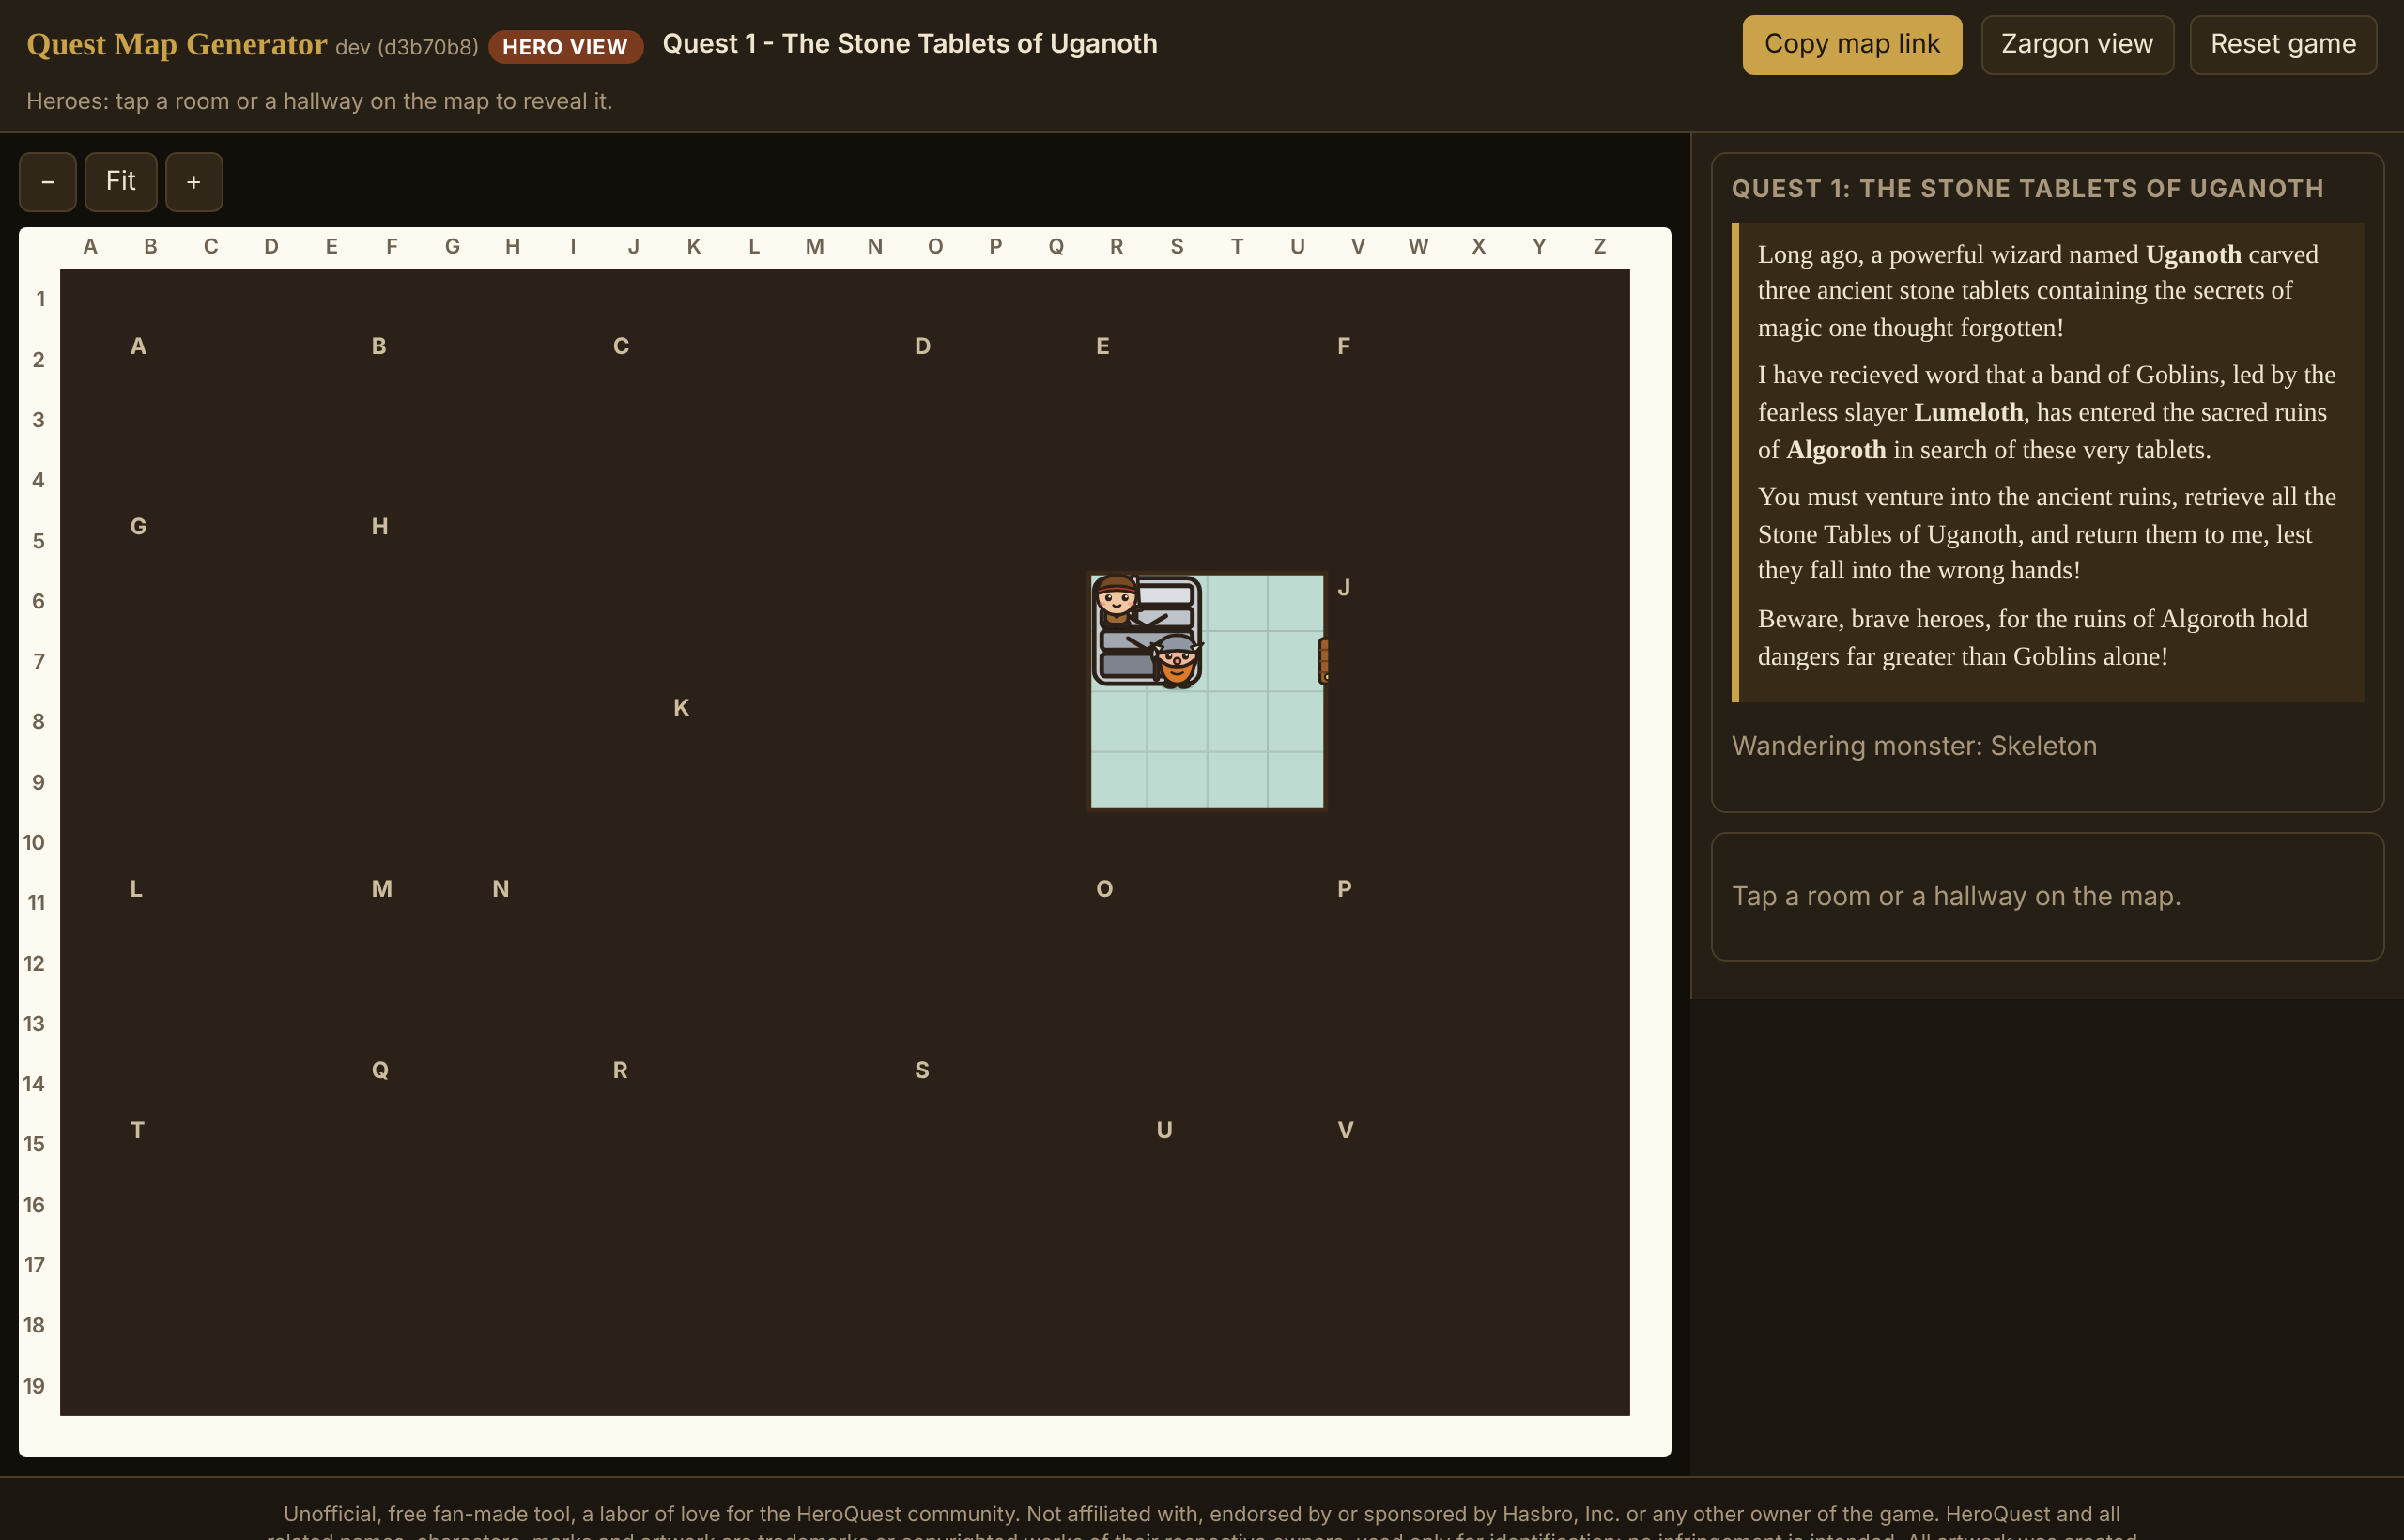 Quest Map Generator dev (d3b70b8) HERO VIEW Quest 1 - The Stone Tablets of Uganoth
Copy map link Zargon view Reset game
Heroes: tap a room or a hallway on the map to reveal it.
− Fit +
A B C D E F G H I J K L M N O P Q R S T U V W X Y Z
1
A B C D E F
2
3
4
G H
5
J
6
7
K
8
9
10
L M N O P
11
12
13
Q R S
14
T U V
15
16
17
18
19
QUEST 1: THE STONE TABLETS OF UGANOTH
Long ago, a powerful wizard named Uganoth carved
three ancient stone tablets containing the secrets of
magic one thought forgotten!
I have recieved word that a band of Goblins, led by the
fearless slayer Lumeloth, has entered the sacred ruins
of Algoroth in search of these very tablets.
You must venture into the ancient ruins, retrieve all the
Stone Tables of Uganoth, and return them to me, lest
they fall into the wrong hands!
Beware, brave heroes, for the ruins of Algoroth hold
dangers far greater than Goblins alone!
Wandering monster: Skeleton
Tap a room or a hallway on the map.
Unofficial, free fan-made tool, a labor of love for the HeroQuest community. Not affiliated with, endorsed by or sponsored by Hasbro, Inc. or any other owner of the game. HeroQuest and all